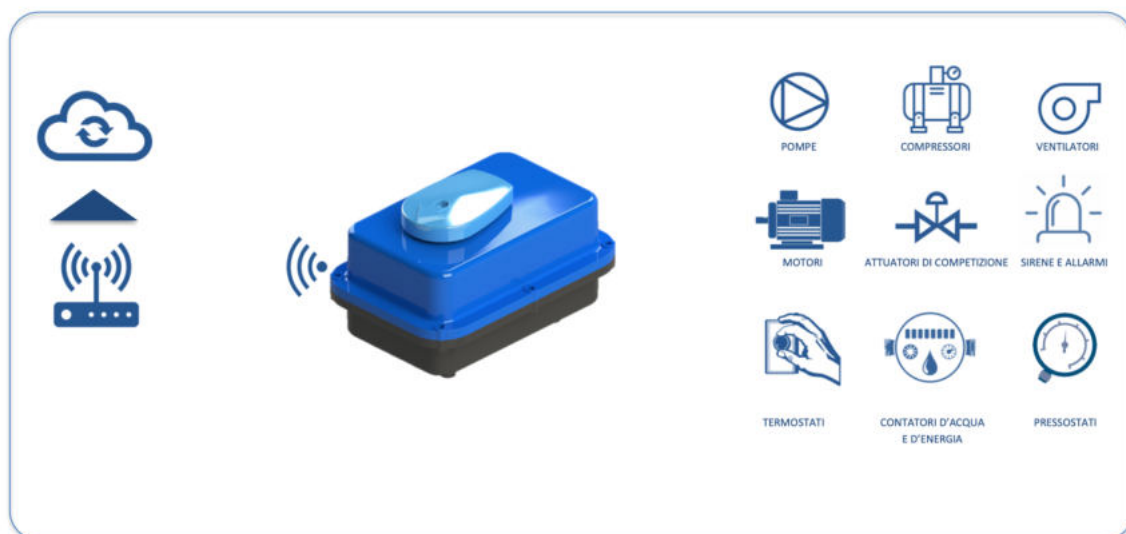 POMPE
COMPRESSORI
VENTILATORI
MOTORI
ATTUATORI DI COMPETIZIONE
SIRENE E ALLARMI
TERMOSTATI
CONTATORI D'ACQUA
E D'ENERGIA
PRESSOSTATI